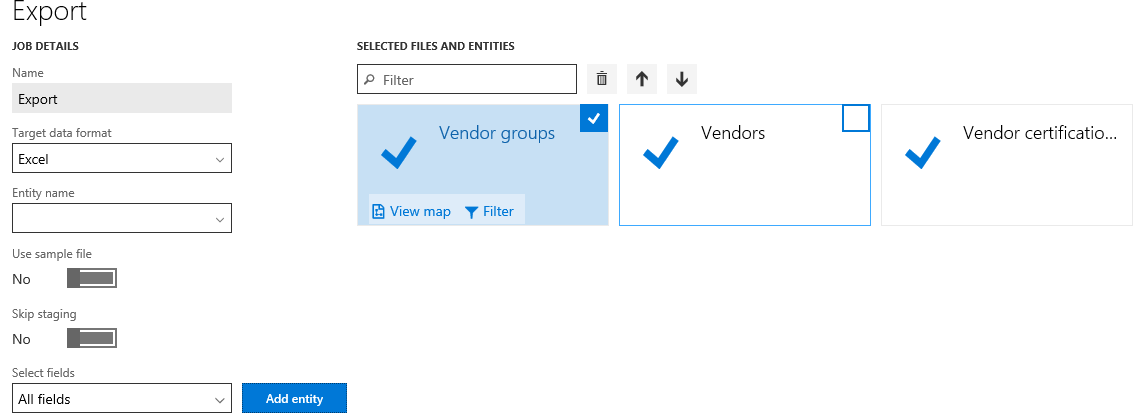 Export
JOB DETAILS
Name
Export
Target data format
Excel
Entity name
Use sample file
No
Skip staging
No
Select fields
All fields
Add entity
SELECTED FILES AND ENTITIES
Filter
Vendor groups
View map Filter
Vendors
Vendor certificatio...